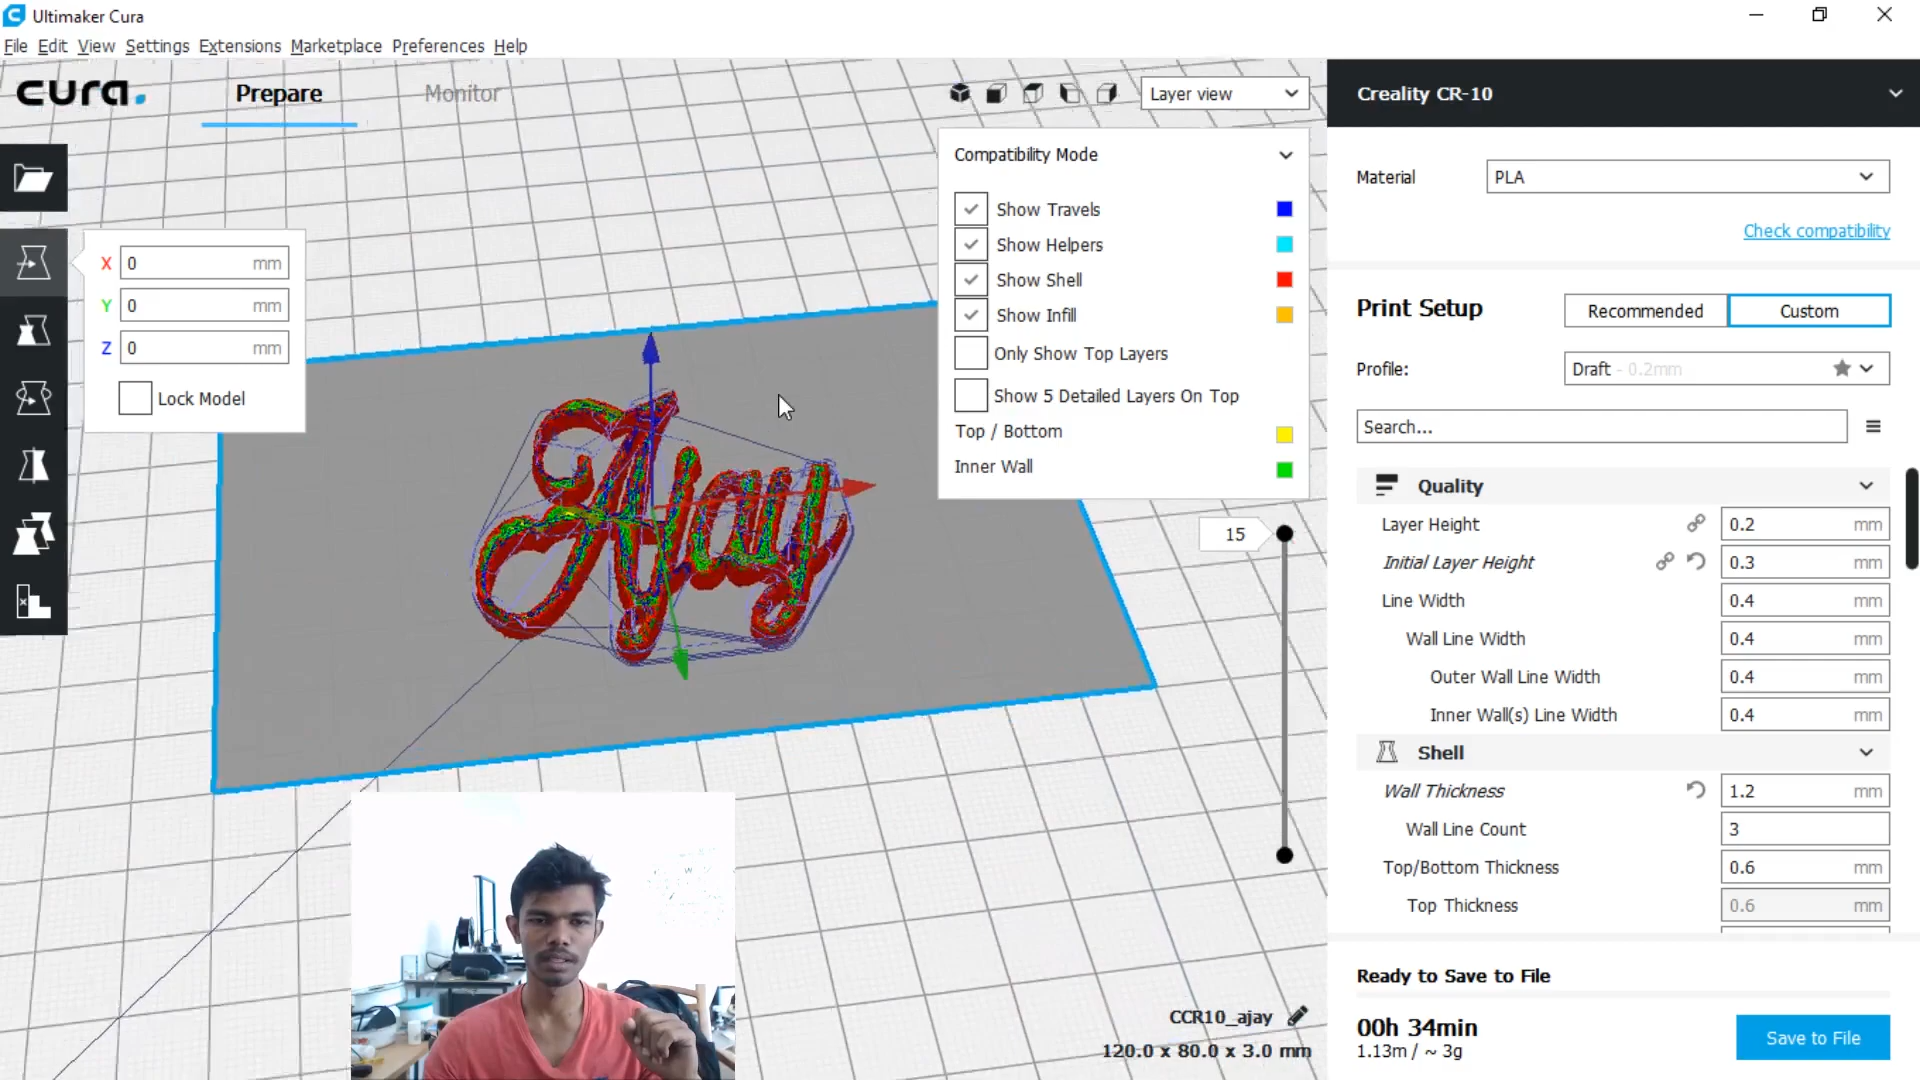 Ultimaker Cura
File Edit View Settings Extensions Marketplace Preferences Help
cura. Prepare Monitor Layer view Creality CR-10
Compatibility Mode
Show Travels
Show Helpers
Show Shell
Show Infill
Only Show Top Layers
Show 5 Detailed Layers On Top
Top / Bottom
Inner Wall
X 0 mm
Y 0 mm
Z 0 mm
Lock Model
Ajay
15
Material PLA
Check compatibility
Print Setup Recommended Custom
Profile: Draft - 0.2mm
Search...
Quality
Layer Height 0.2 mm
Initial Layer Height 0.3 mm
Line Width 0.4 mm
Wall Line Width 0.4 mm
Outer Wall Line Width 0.4 mm
Inner Wall(s) Line Width 0.4 mm
Shell
Wall Thickness 1.2 mm
Wall Line Count 3
Top/Bottom Thickness 0.6 mm
Top Thickness 0.6 mm
Ready to Save to File
00h 34min
1.13m / ~ 3g
Save to File
CCR10_ajay
120.0 x 80.0 x 3.0 mm